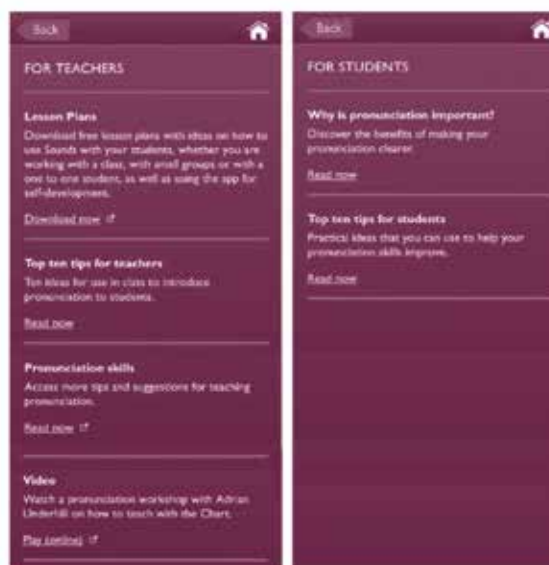 Back
FOR TEACHERS
Lesson Plans
Download free lesson plans with ideas on how to
use Sounds with your students, whether you are
working with a class, with small groups or with a
one to one student, as well as using the app for
self-development.
Download now
Top ten tips for teachers
Ten ideas for use in class to introduce
pronunciation to students.
Read now
Pronunciation skills
Access more tips and suggestions for teaching
pronunciation.
Read now
Video
Watch a pronunciation workshop with Adrian
Underhill on how to teach with the Chart.
Play (online)
Back
FOR STUDENTS
Why is pronunciation important?
Discover the benefits of making your
pronunciation clearer.
Read now
Top ten tips for students
Practical ideas that you can use to help your
pronunciation skills improve.
Read now